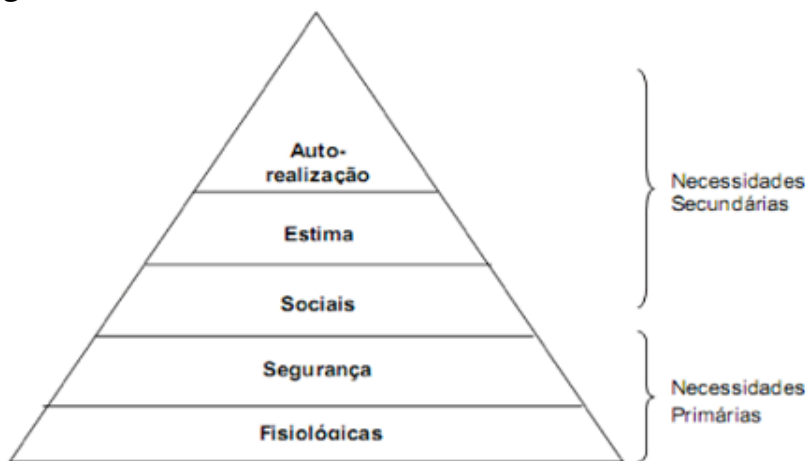 Auto-
realização
Estima
Sociais
Segurança
Fisiológicas
Necessidades
Secundárias
Necessidades
Primárias